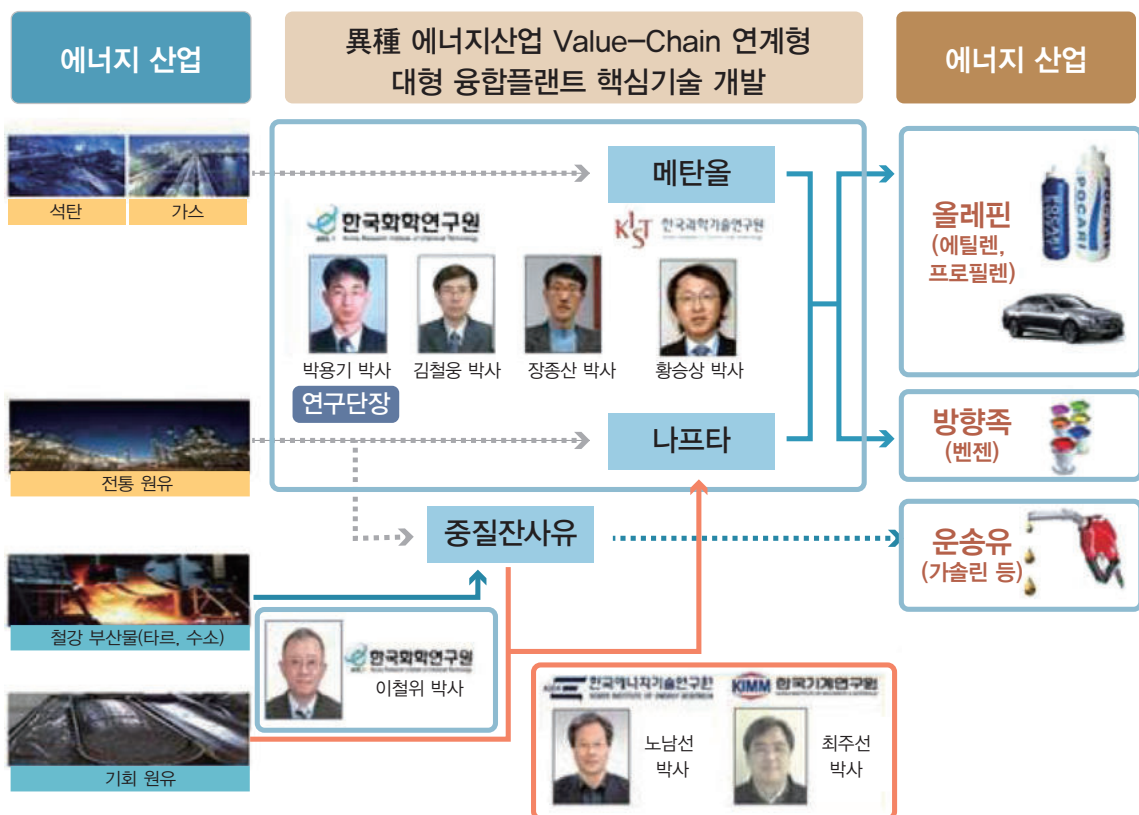 에너지 산업
異種 에너지산업 Value-Chain 연계형
대형 융합플랜트 핵심기술 개발
에너지 산업
석탄
가스
메탄올
한국화학연구원
KIST 한국과학기술연구원
박용기 박사
김철웅 박사
장종산 박사
황승상 박사
연구단장
올레핀
(에틸렌,
프로필렌)
POCARI
전통 원유
나프타
방향족
(벤젠)
중질잔사유
운송유
(가솔린 등)
철강 부산물(타르, 수소)
한국화학연구원
이철위 박사
기회 원유
한국에너지기술연구원
KIMM 한국기계연구원
노남선
박사
최주선
박사